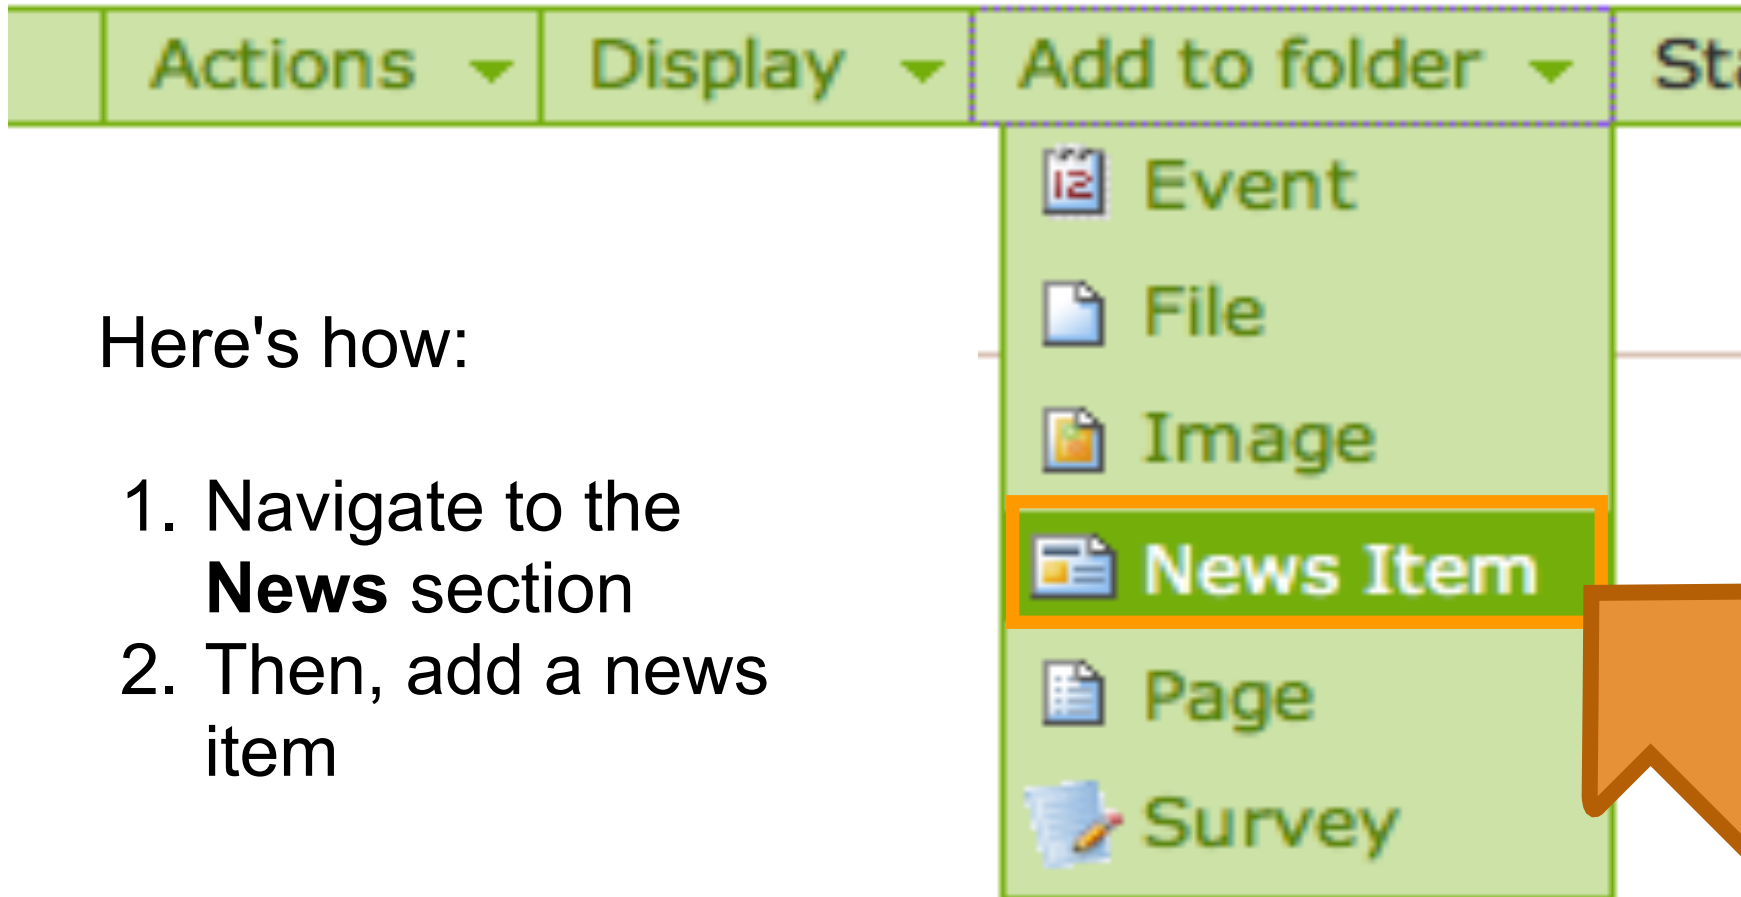 Actions Display Add to folder
Event
File
Here's how:
Image
1. Navigate to the
News section
News Item
2. Then, add a news
item
Page
Survey